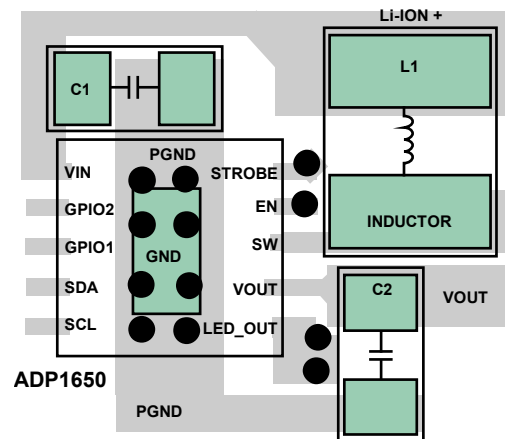 Li-ION +
L1
C1
PGND
VIN
STROBE
GPIO2
EN
INDUCTOR
GPIO1
GND
SW
SDA
VOUT
C2
VOUT
SCL
LED_OUT
ADP1650
PGND